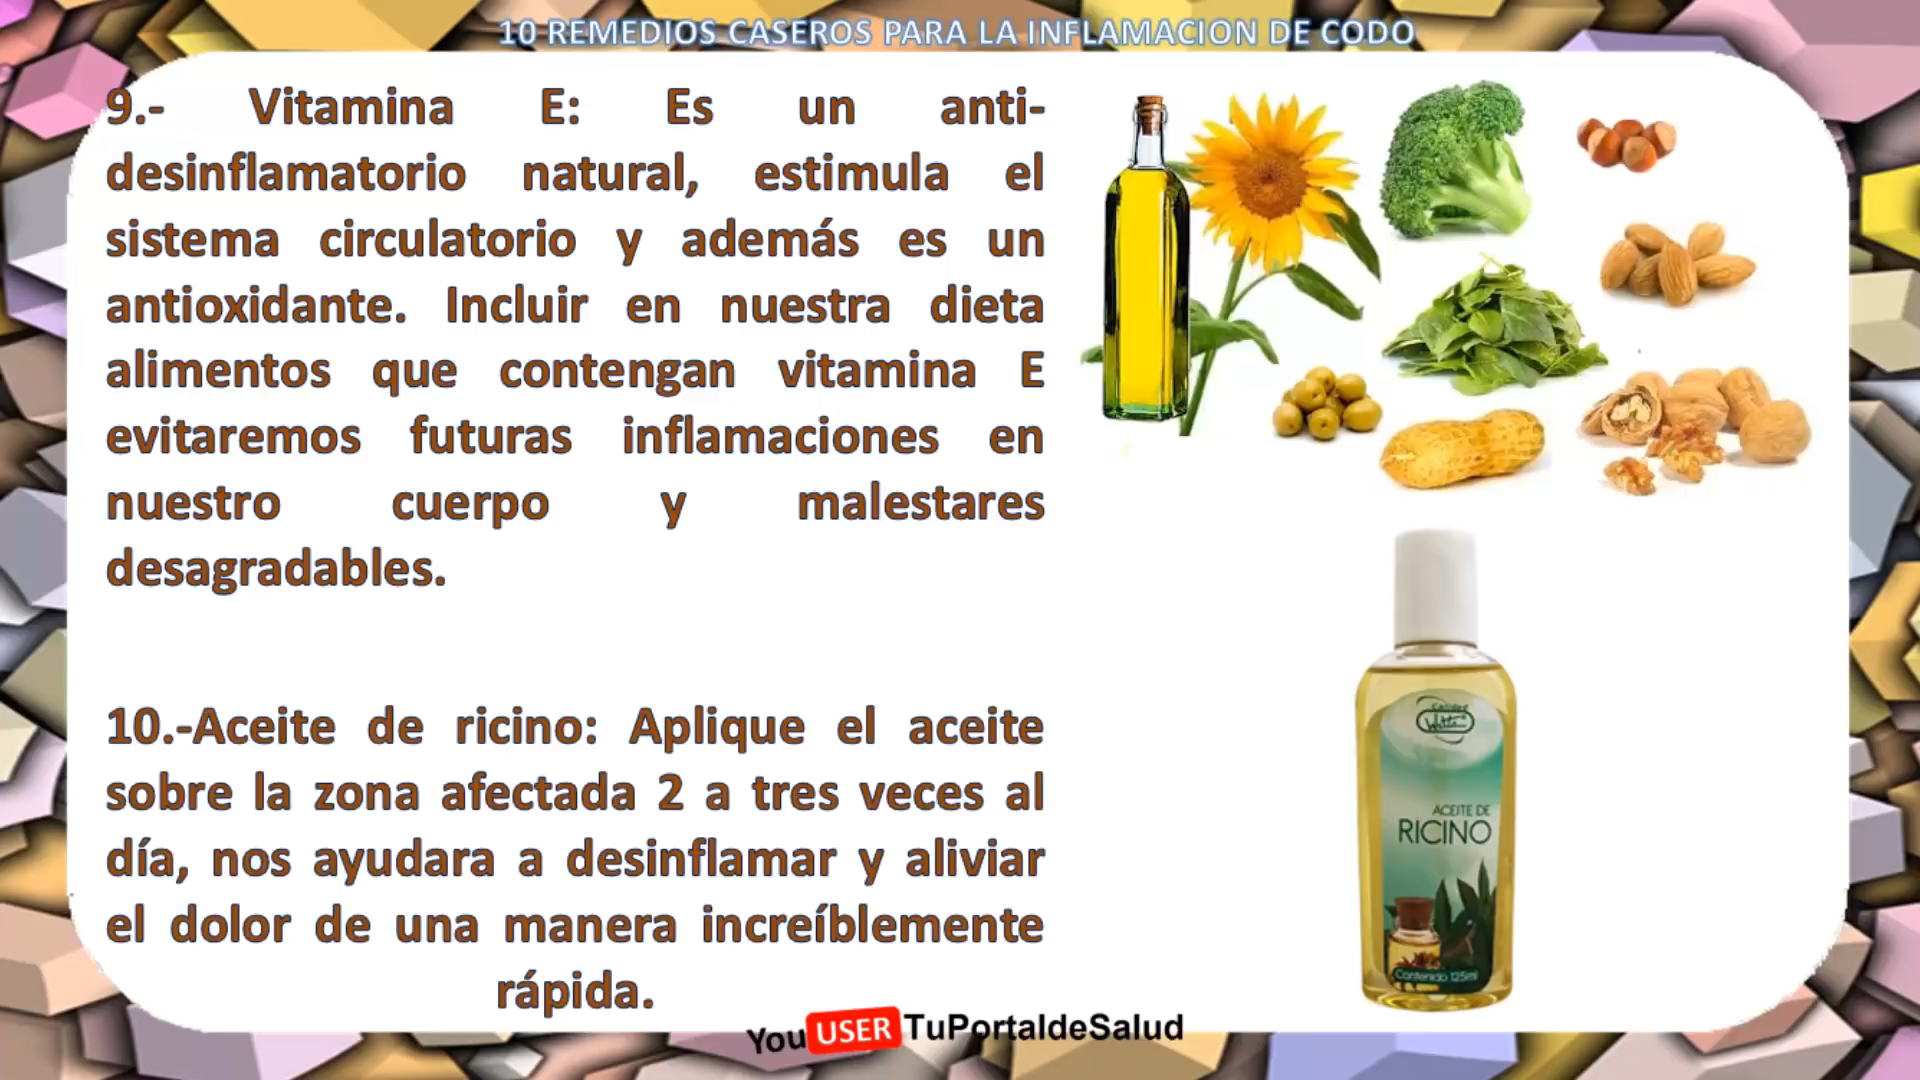 10 REMEDIOS CASEROS PARA LA INFLAMACION DE CODO
9.- Vitamina E: Es un anti-
desinflamatorio natural, estimula el
sistema circulatorio y además es un
antioxidante. Incluir en nuestra dieta
alimentos que contengan vitamina E
evitaremos futuras inflamaciones en
nuestro cuerpo y malestares
desagradables.
10.-Aceite de ricino: Aplique el aceite
sobre la zona afectada 2 a tres veces al
día, nos ayudara a desinflamar y aliviar
el dolor de una manera increíblemente
rápida.
ACEITE DE
RICINO
Contenido 125ml
You USER TuPortaldeSalud